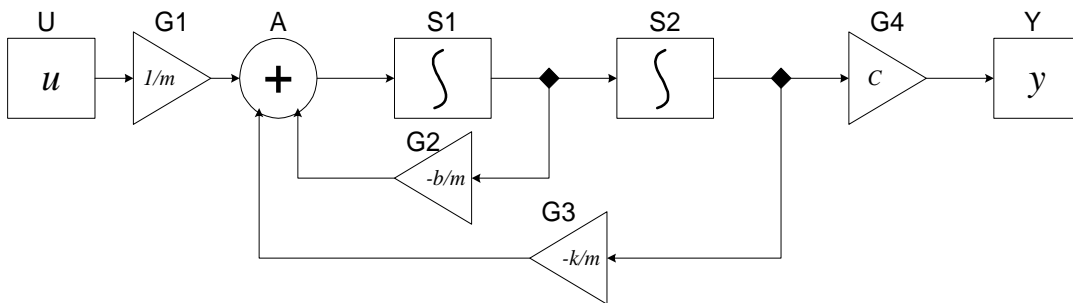 U
G1
A
S1
S2
G4
Y
u
1/m
+
∫
∫
C
y
G2
-b/m
G3
-k/m